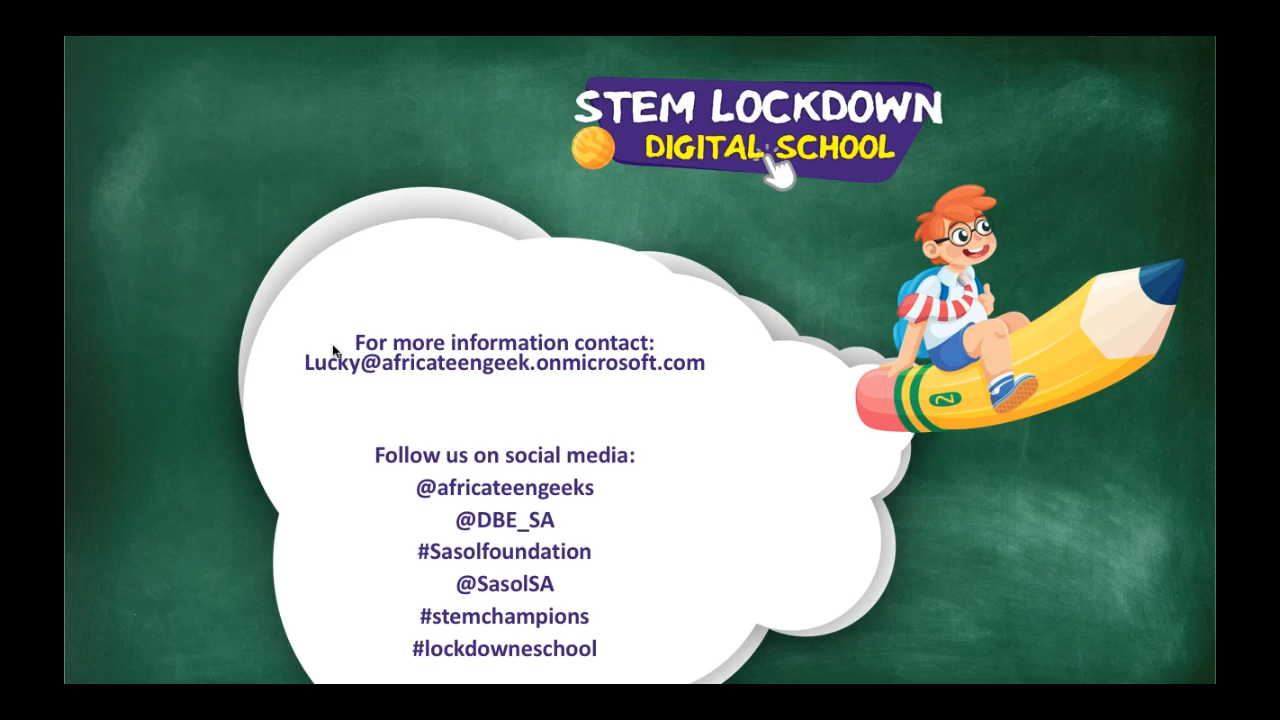 STEM LOCKDOWN
DIGITAL SCHOOL
For more information contact:
Lucky@africateengeek.onmicrosoft.com
Follow us on social media:
@africateengeeks
@DBE_SA
#Sasolfoundation
@SasolSA
#stemchampions
#lockdowneschool
2